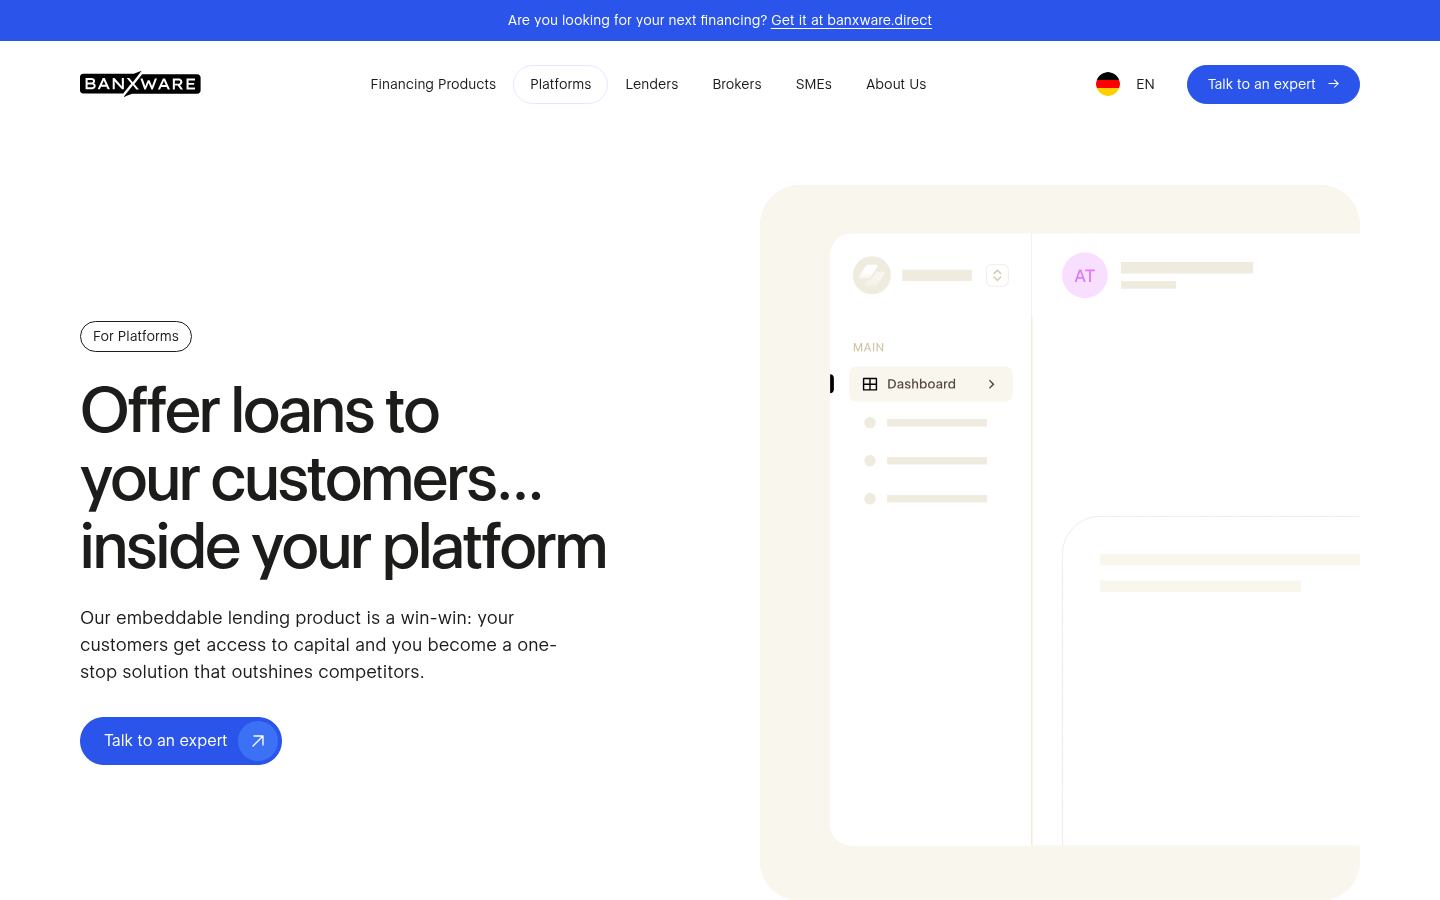 Are you looking for your next financing? Get it at banxware.direct
BANXWARE
Financing Products
Platforms
Lenders
Brokers
SMEs
About Us
EN
Talk to an expert
For Platforms
Offer loans to
your customers...
inside your platform
Our embeddable lending product is a win-win: your
customers get access to capital and you become a one-
stop solution that outshines competitors.
Talk to an expert
AT
MAIN
Dashboard